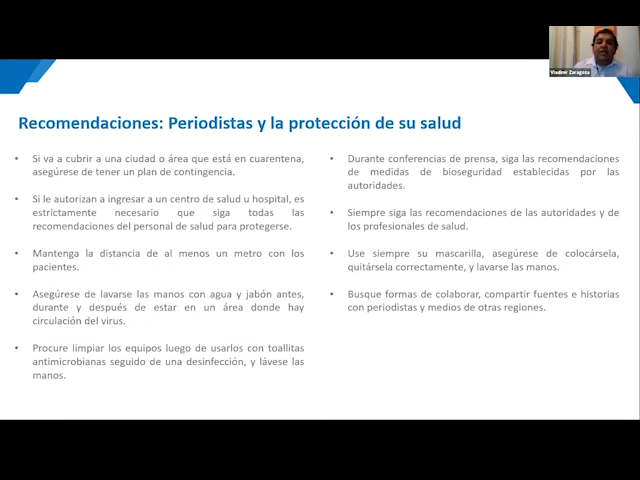 Vladimir Zaragoza
Recomendaciones: Periodistas y la protección de su salud
• Si va a cubrir a una ciudad o área que está en cuarentena,
asegúrese de tener un plan de contingencia.
• Si le autorizan a ingresar a un centro de salud u hospital, es
estrictamente necesario que siga todas las
recomendaciones del personal de salud para protegerse.
• Mantenga la distancia de al menos un metro con los
pacientes.
• Asegúrese de lavarse las manos con agua y jabón antes,
durante y después de estar en un área donde hay
circulación del virus.
• Procure limpiar los equipos luego de usarlos con toallitas
antimicrobianas seguido de una desinfección, y lávese las
manos.
• Durante conferencias de prensa, siga las recomendaciones
de medidas de bioseguridad establecidas por las
autoridades.
• Siempre siga las recomendaciones de las autoridades y de
los profesionales de salud.
• Use siempre su mascarilla, asegúrese de colocársela,
quitársela correctamente, y lavarse las manos.
• Busque formas de colaborar, compartir fuentes e historias
con periodistas y medios de otras regiones.